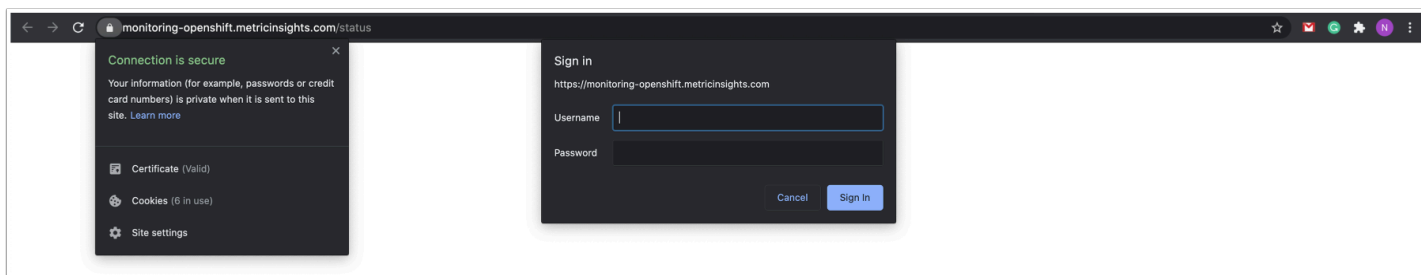 monitoring-openshift.metricinsights.com/status
N
Connection is secure
Your information (for example, passwords or credit
card numbers) is private when it is sent to this
site. Learn more
Certificate (Valid)
Cookies (6 in use)
Site settings
Sign in
https://monitoring-openshift.metricinsights.com
Username
Password
Cancel
Sign In